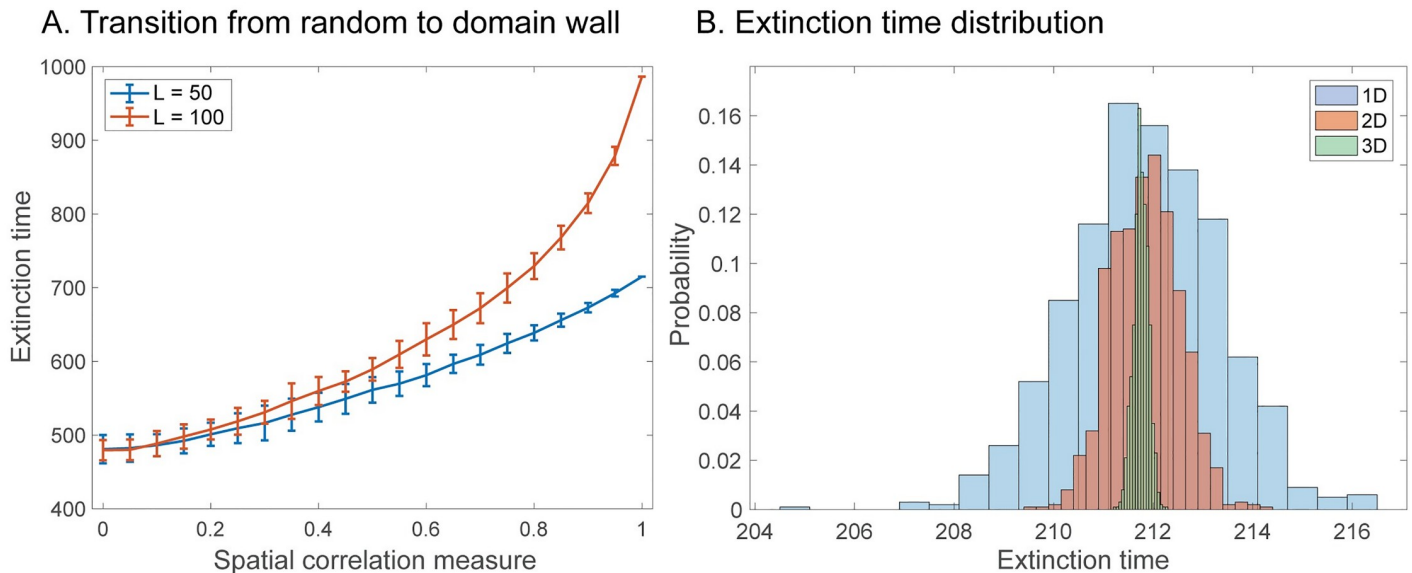 A. Transition from random to domain wall
1000
900
800
700
600
500
400
Extinction time
L = 50
L = 100
0
0.2
0.4
0.6
0.8
1
Spatial correlation measure
B. Extinction time distribution
0.16
0.14
0.12
0.1
0.08
0.06
0.04
0.02
0
Probability
1D
2D
3D
204
206
208
210
212
214
216
Extinction time